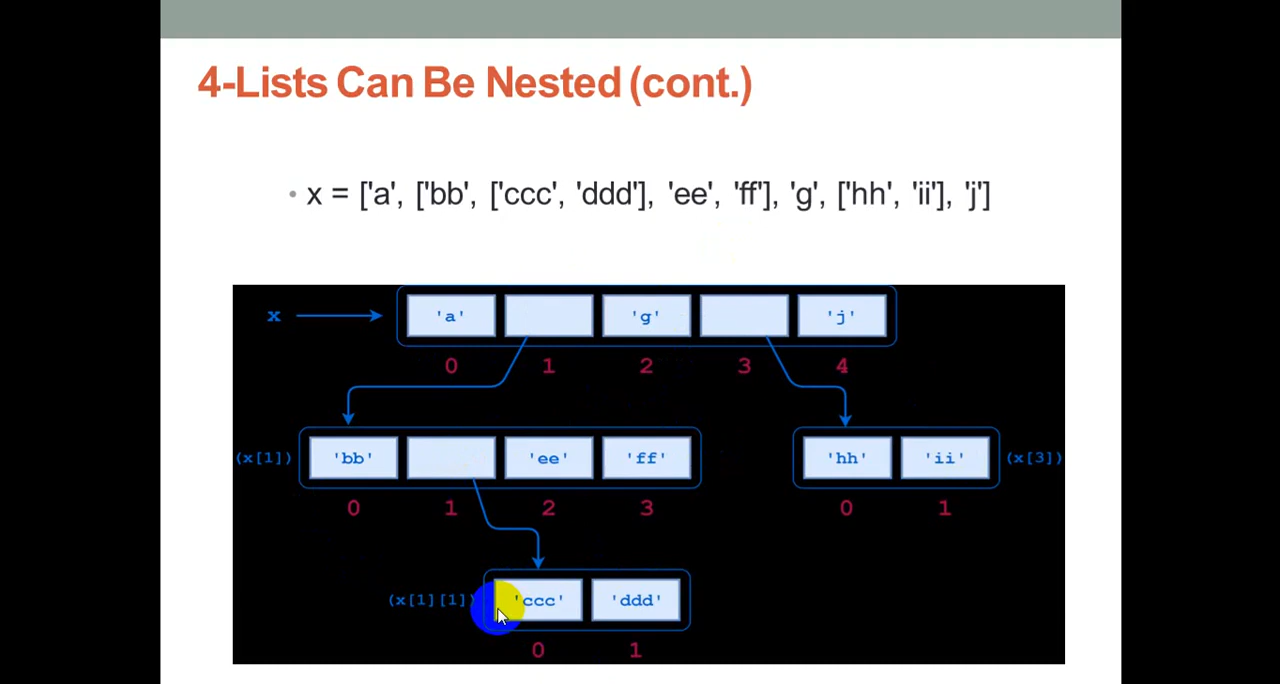 4-Lists Can Be Nested (cont.)
• x = ['a', ['bb', ['ccc', 'ddd'], 'ee', 'ff'], 'g', ['hh', 'ii'], 'j']
x 'a' 'g' 'j'
0 1 2 3 4
(x[1]) 'bb' 'ee' 'ff' 'hh' 'ii' (x[3])
0 1 2 3 0 1
(x[1][1]) 'ccc' 'ddd'
0 1